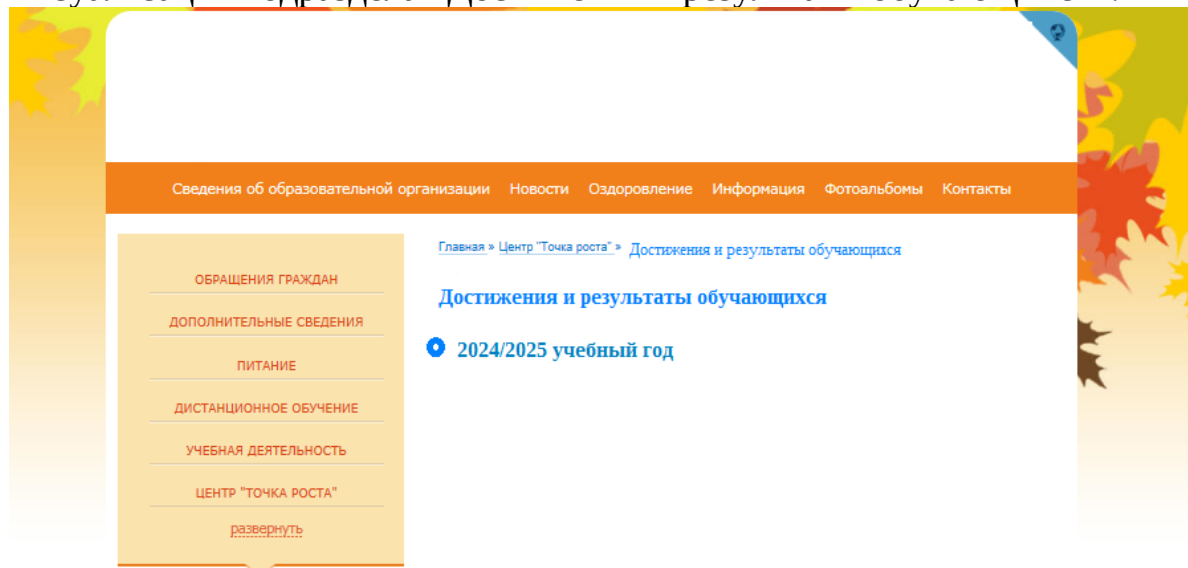 Сведения об образовательной организации Новости Оздоровление Информация Фотоальбомы Контакты
Главная » Центр "Точка роста" » Достижения и результаты обучающихся
ОБРАЩЕНИЯ ГРАЖДАН
ДОПОЛНИТЕЛЬНЫЕ СВЕДЕНИЯ
ПИТАНИЕ
ДИСТАНЦИОННОЕ ОБУЧЕНИЕ
УЧЕБНАЯ ДЕЯТЕЛЬНОСТЬ
ЦЕНТР "ТОЧКА РОСТА"
развернуть
Достижения и результаты обучающихся
2024/2025 учебный год